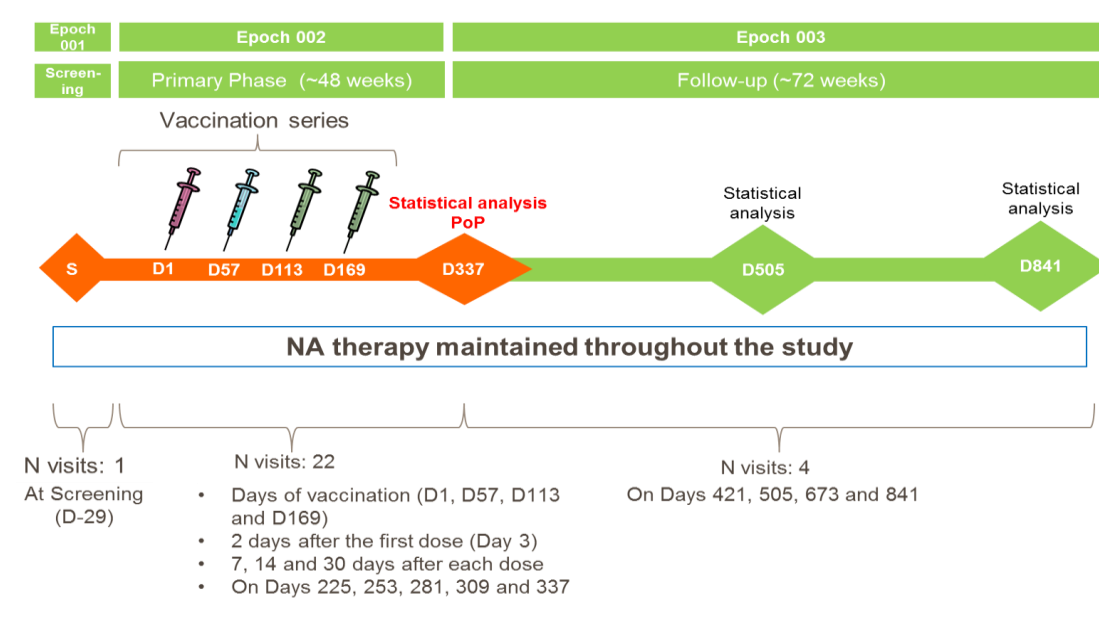 Epoch
001
Epoch 002
Epoch 003
Screen-
ing
Primary Phase (~48 weeks)
Follow-up (~72 weeks)
Vaccination series
Statistical analysis
PoP
Statistical
analysis
Statistical
analysis
S
D1
D57
D113
D169
D337
D505
D841
NA therapy maintained throughout the study
N visits: 1
At Screening
(D-29)
N visits: 22
• Days of vaccination (D1, D57, D113
and D169)
• 2 days after the first dose (Day 3)
• 7, 14 and 30 days after each dose
• On Days 225, 253, 281, 309 and 337
N visits: 4
On Days 421, 505, 673 and 841